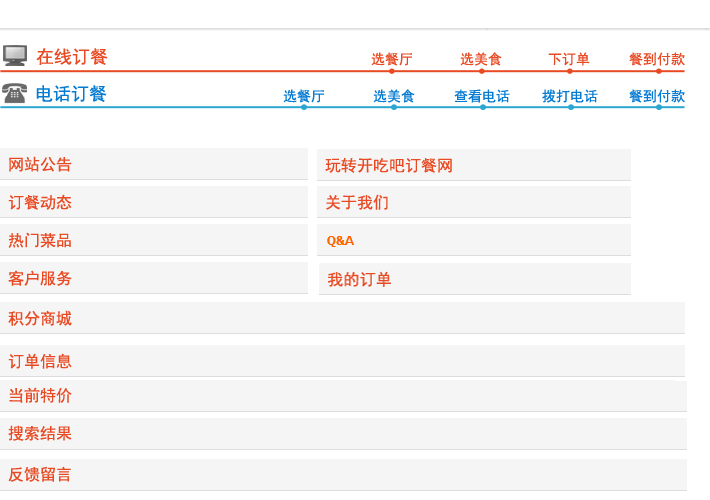 在线订餐 选餐厅 选美食 下订单 餐到付款
电话订餐 选餐厅 选美食 查看电话 拨打电话 餐到付款
网站公告 玩转开吃吧订餐网
订餐动态 关于我们
热门菜品 Q&A
客户服务 我的订单
积分商城
订单信息
当前特价
搜索结果
反馈留言